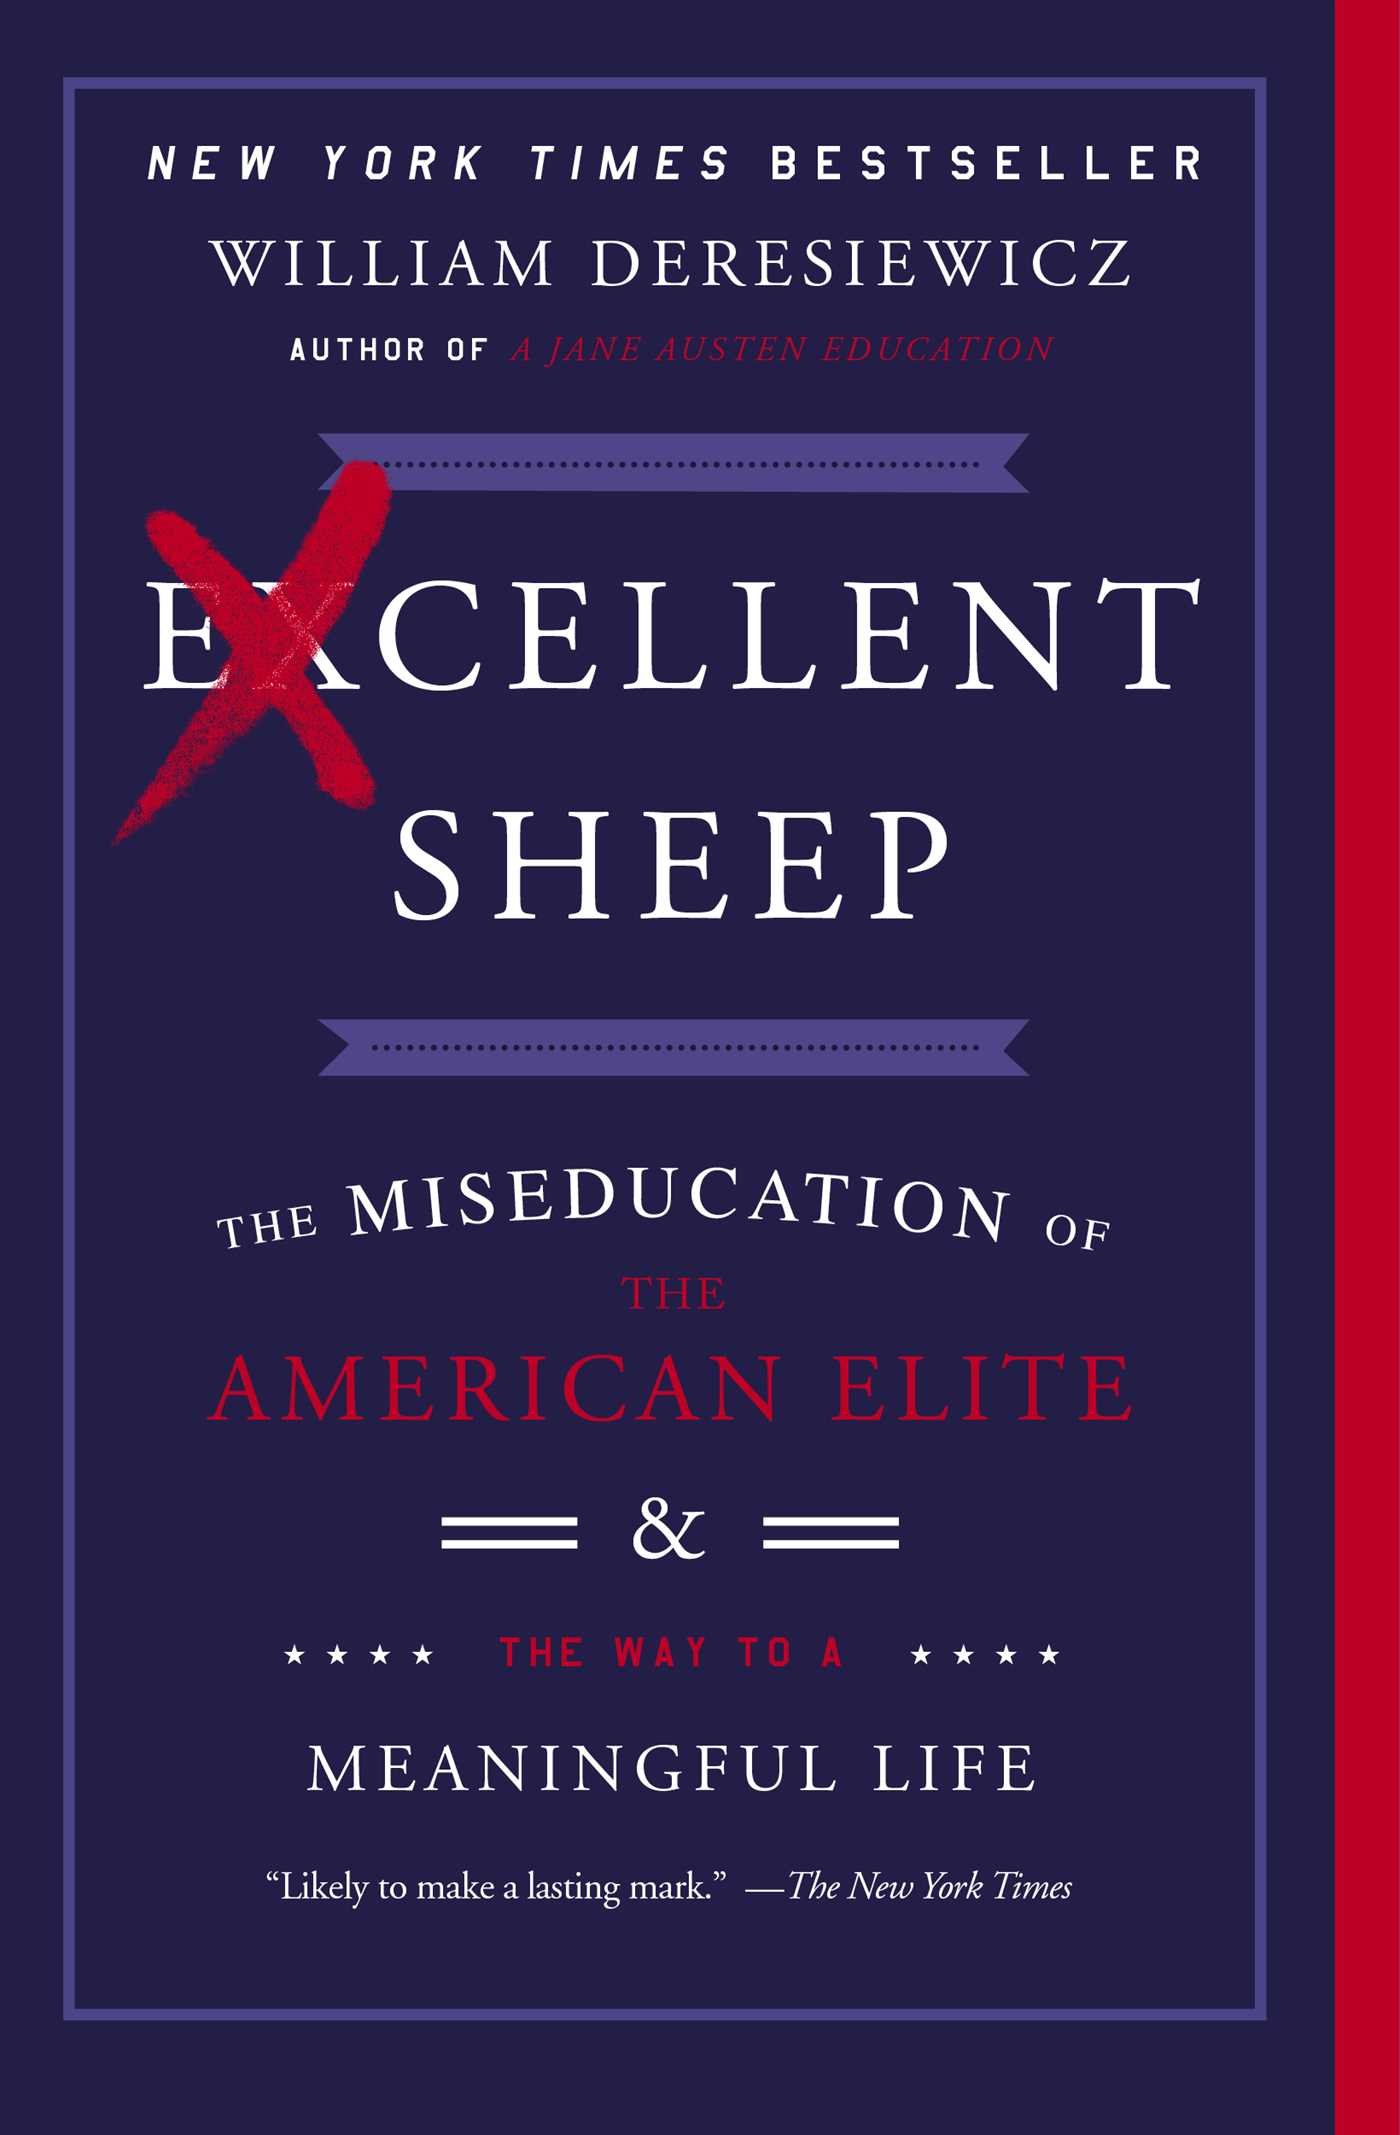 NEW YORK TIMES BESTSELLER
WILLIAM DERESIEWICZ
AUTHOR OF A JANE AUSTEN EDUCATION
EXCELLENT
SHEEP
THE MISEDUCATION OF
THE
AMERICAN ELITE
&
THE WAY TO A
MEANINGFUL LIFE
“Likely to make a lasting mark.” —The New York Times